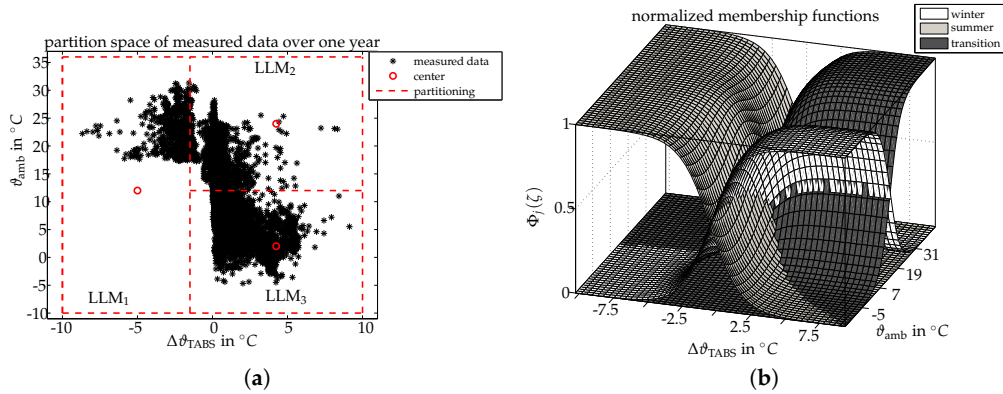 partition space of measured data over one year
LLM₂
measured data
center
partitioning
35
30
25
20
15
10
5
0
-5
-10
ϑamb in °C
LLM₁
LLM₃
-10
-5
0
5
10
ΔϑTABS in °C
(a)
normalized membership functions
winter
summer
transition
1
0.5
0
Φj(ζ)
-7.5
-2.5
2.5
7.5
ΔϑTABS in °C
-5
7
19
31
ϑamb in °C
(b)